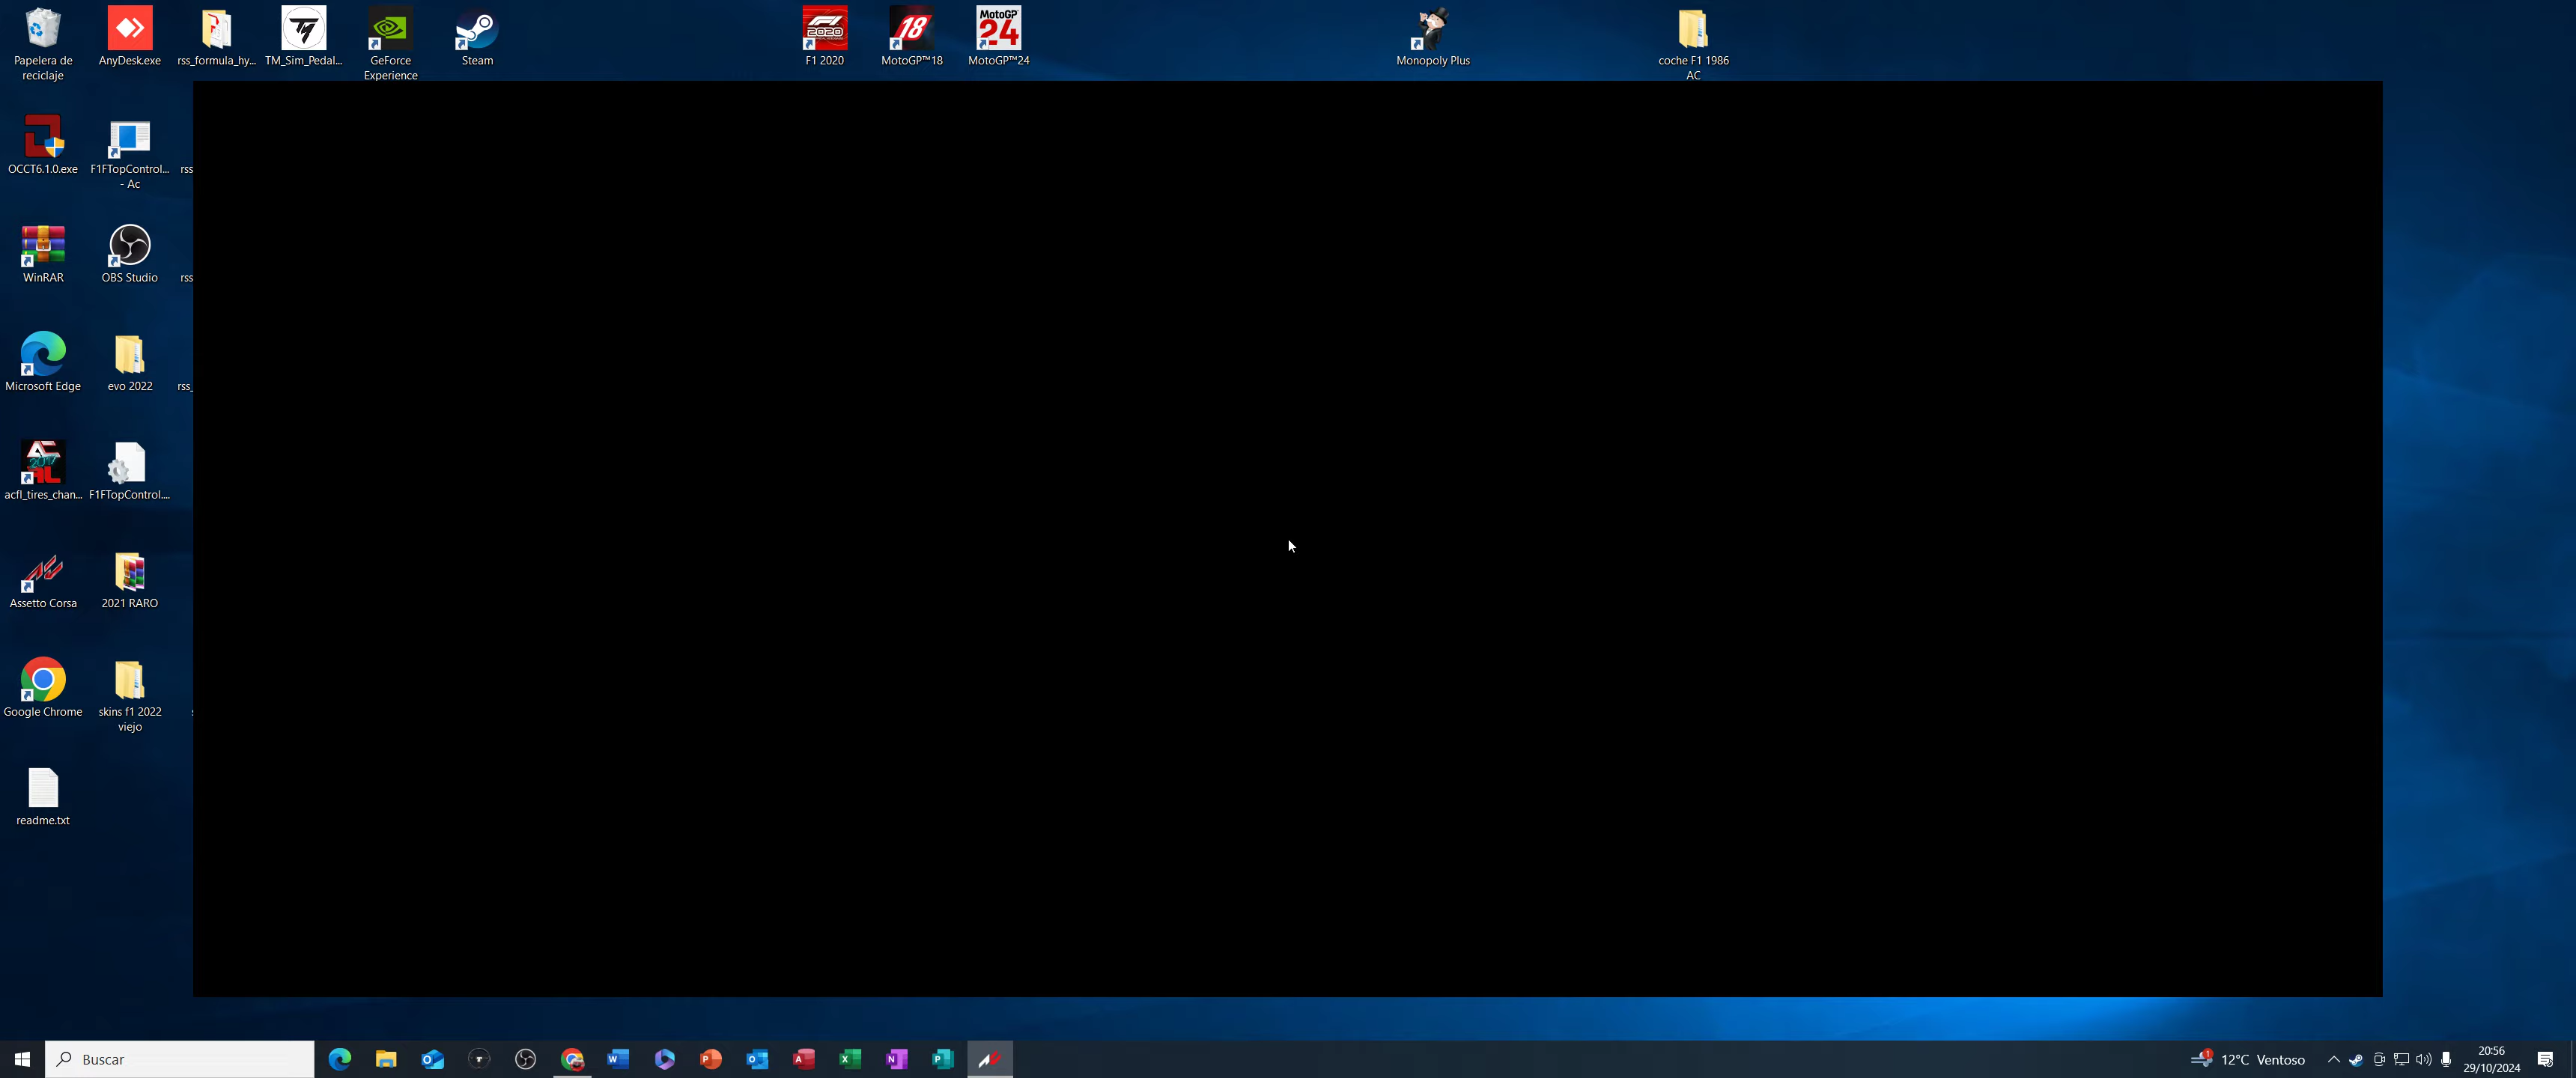 Papelera de
reciclaje
AnyDesk.exe
rss_formula_hy...
TM_Sim_Pedal...
GeForce
Experience
Steam
F1 2020
MotoGP™18
MotoGP™24
Monopoly Plus
coche F1 1986
AC
OCCT6.1.0.exe
F1FTopControl...
- Ac
rss
WinRAR
OBS Studio
rss
Microsoft Edge
evo 2022
rss_
acfl_tires_chan...
F1FTopControl....
Assetto Corsa
2021 RARO
Google Chrome
skins f1 2022
viejo
readme.txt
Buscar
12°C Ventoso
20:56
29/10/2024